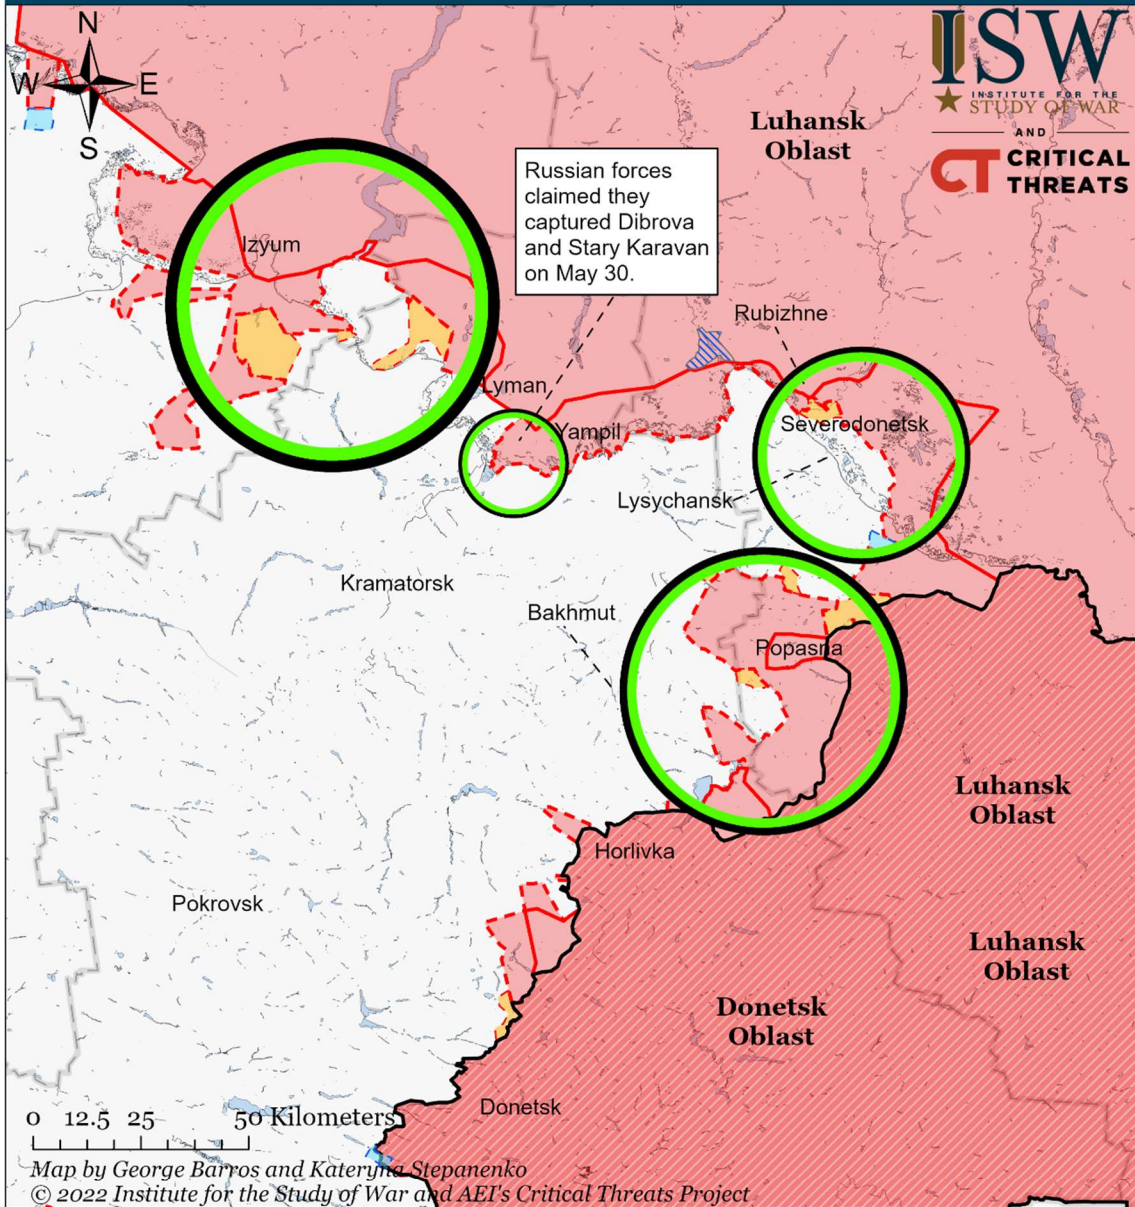 N
W
E
S
ISW
INSTITUTE FOR THE
STUDY OF WAR
AND
CT CRITICAL
THREATS
Luhansk
Oblast
Russian forces
claimed they
captured Dibrova
and Stary Karavan
on May 30.
Izyum
Rubizhne
Lyman
Severodonetsk
Yampil
Lysychansk
Kramatorsk
Bakhmut
Popasna
Luhansk
Oblast
Horlivka
Pokrovsk
Luhansk
Oblast
Donetsk
Oblast
Donetsk
0 12.5 25 50 Kilometers
Map by George Barros and Kateryna Stepanenko
© 2022 Institute for the Study of War and AEI's Critical Threats Project